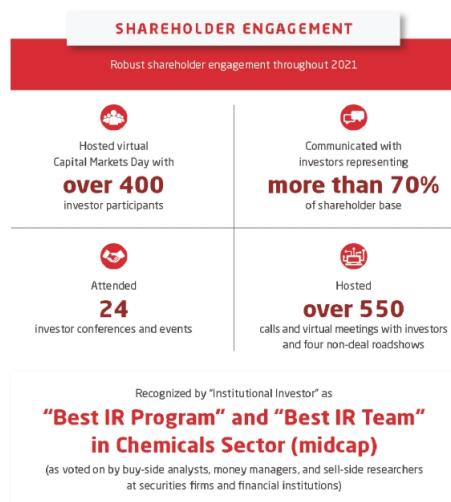 SHAREHOLDER ENGAGEMENT
Robust shareholder engagement throughout 2021
Hosted virtual
Capital Markets Day with
over 400
investor participants
Communicated with
investors representing
more than 70%
of shareholder base
Attended
24
investor conferences and events
Hosted
over 550
calls and virtual meetings with investors
and four non-deal roadshows
Recognized by "Institutional Investor" as
“Best IR Program” and “Best IR Team”
in Chemicals Sector (midcap)
(as voted on by buy-side analysts, money managers, and sell-side researchers
at securities firms and financial institutions)